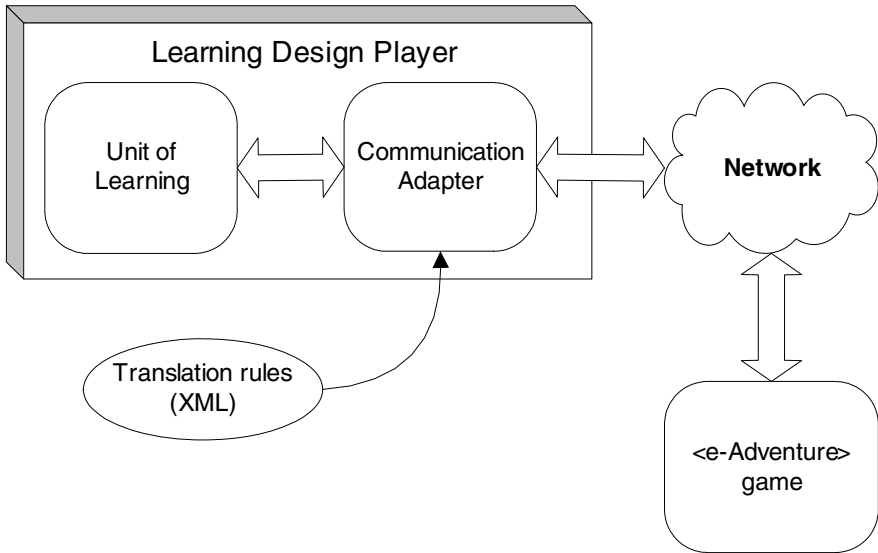 Learning Design Player
Unit of
Learning
Communication
Adapter
Network
Translation rules
(XML)
<e-Adventure>
game